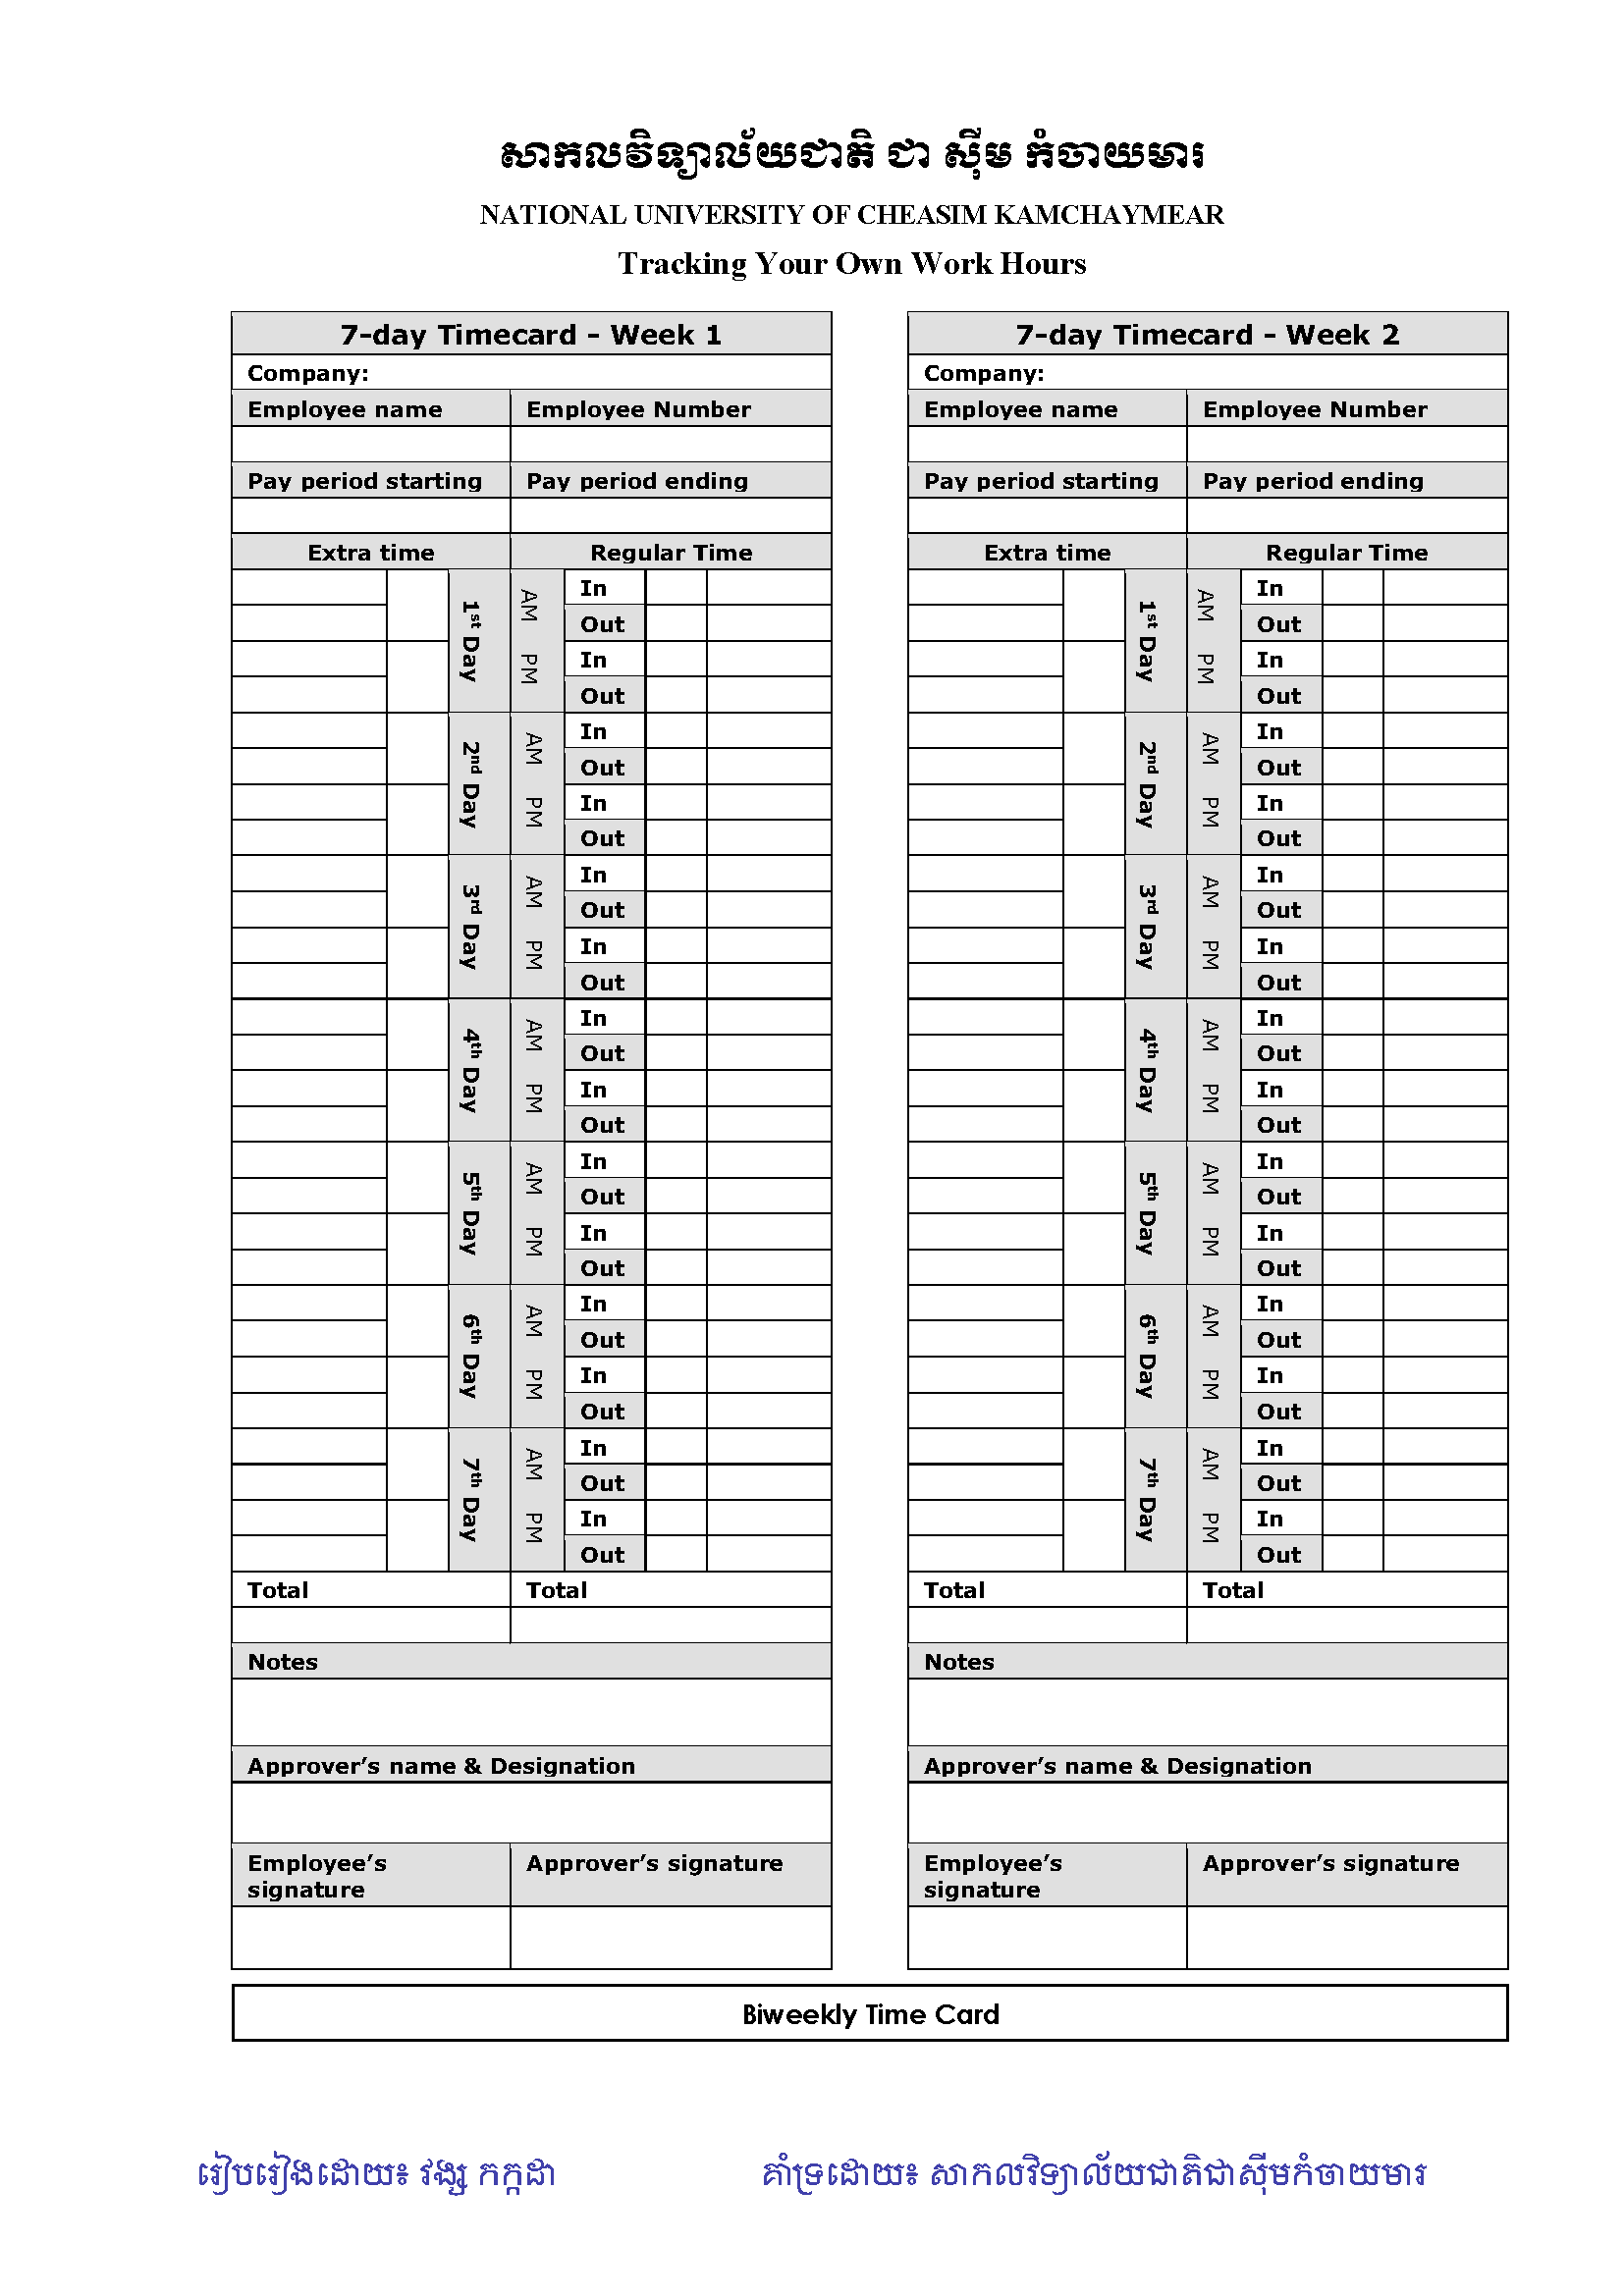 សាកលវិទ្យាល័យជាតិ ជា ស៊ីម កំចាយមារ
NATIONAL UNIVERSITY OF CHEASIM KAMCHAYMEAR
Tracking Your Own Work Hours
7-day Timecard - Week 1
Company:
Employee name Employee Number
Pay period starting Pay period ending
Extra time Regular Time
1st Day AM PM
In
Out
In
Out
2nd Day AM PM
In
Out
In
Out
3rd Day AM PM
In
Out
In
Out
4th Day AM PM
In
Out
In
Out
5th Day AM PM
In
Out
In
Out
6th Day AM PM
In
Out
In
Out
7th Day AM PM
In
Out
In
Out
Total Total
Notes
Approver’s name & Designation
Employee’s
signature
Approver’s signature
7-day Timecard - Week 2
Company:
Employee name Employee Number
Pay period starting Pay period ending
Extra time Regular Time
1st Day AM PM
In
Out
In
Out
2nd Day AM PM
In
Out
In
Out
3rd Day AM PM
In
Out
In
Out
4th Day AM PM
In
Out
In
Out
5th Day AM PM
In
Out
In
Out
6th Day AM PM
In
Out
In
Out
7th Day AM PM
In
Out
In
Out
Total Total
Notes
Approver’s name & Designation
Employee’s
signature
Approver’s signature
Biweekly Time Card
រៀបរៀងដោយ៖ វង្ស កក្កដា
គាំទ្រដោយ៖ សាកលវិទ្យាល័យជាតិជាស៊ីមកំចាយមារ